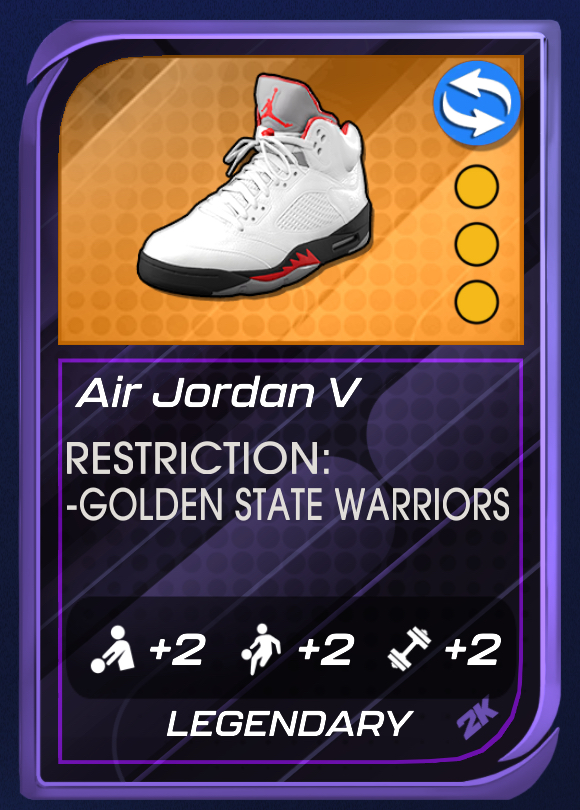 Air Jordan V
RESTRICTION:
-GOLDEN STATE WARRIORS
+2 +2 +2
LEGENDARY
2K